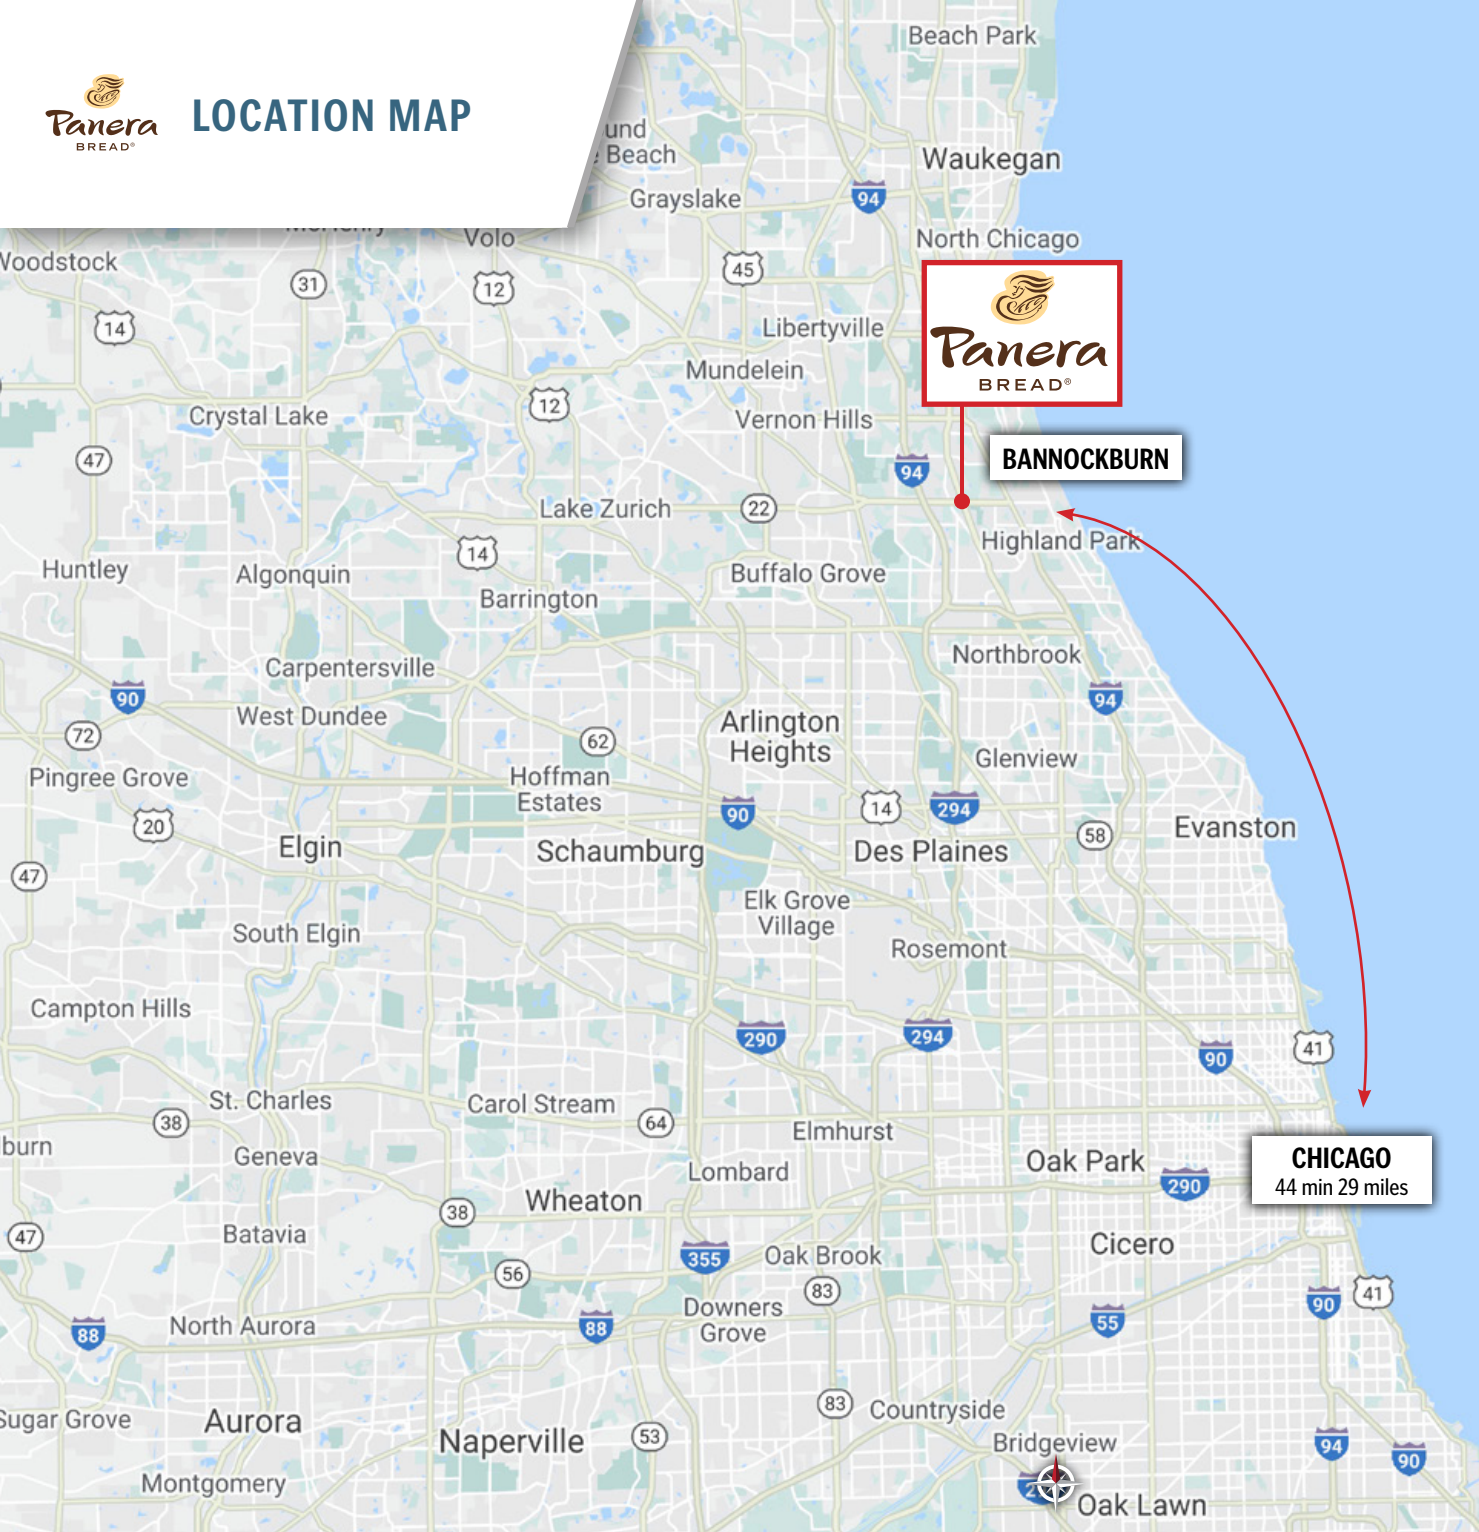 Panera
BREAD®
LOCATION MAP
Beach Park
und
Beach
Waukegan
Grayslake
94
McHenry
Volo
North Chicago
Woodstock
45
31
12
Panera
BREAD®
14
Libertyville
Mundelein
12
Crystal Lake
Vernon Hills
47
94
BANNOCKBURN
Lake Zurich
22
Highland Park
14
Huntley
Algonquin
Buffalo Grove
Barrington
Northbrook
Carpentersville
90
94
West Dundee
Arlington
Heights
72
62
Glenview
Pingree Grove
Hoffman
Estates
90
14
294
20
58
Evanston
Elgin
Schaumburg
Des Plaines
47
Elk Grove
Village
South Elgin
Rosemont
Campton Hills
290
294
90
41
St. Charles
Carol Stream
38
64
Elmhurst
lburn
Geneva
Lombard
Oak Park
CHICAGO
44 min 29 miles
290
Wheaton
38
Batavia
47
Cicero
355
Oak Brook
56
83
41
90
Downers
Grove
55
North Aurora
88
88
83
Countryside
Sugar Grove
Aurora
Naperville
53
Bridgeview
94
90
Montgomery
Oak Lawn